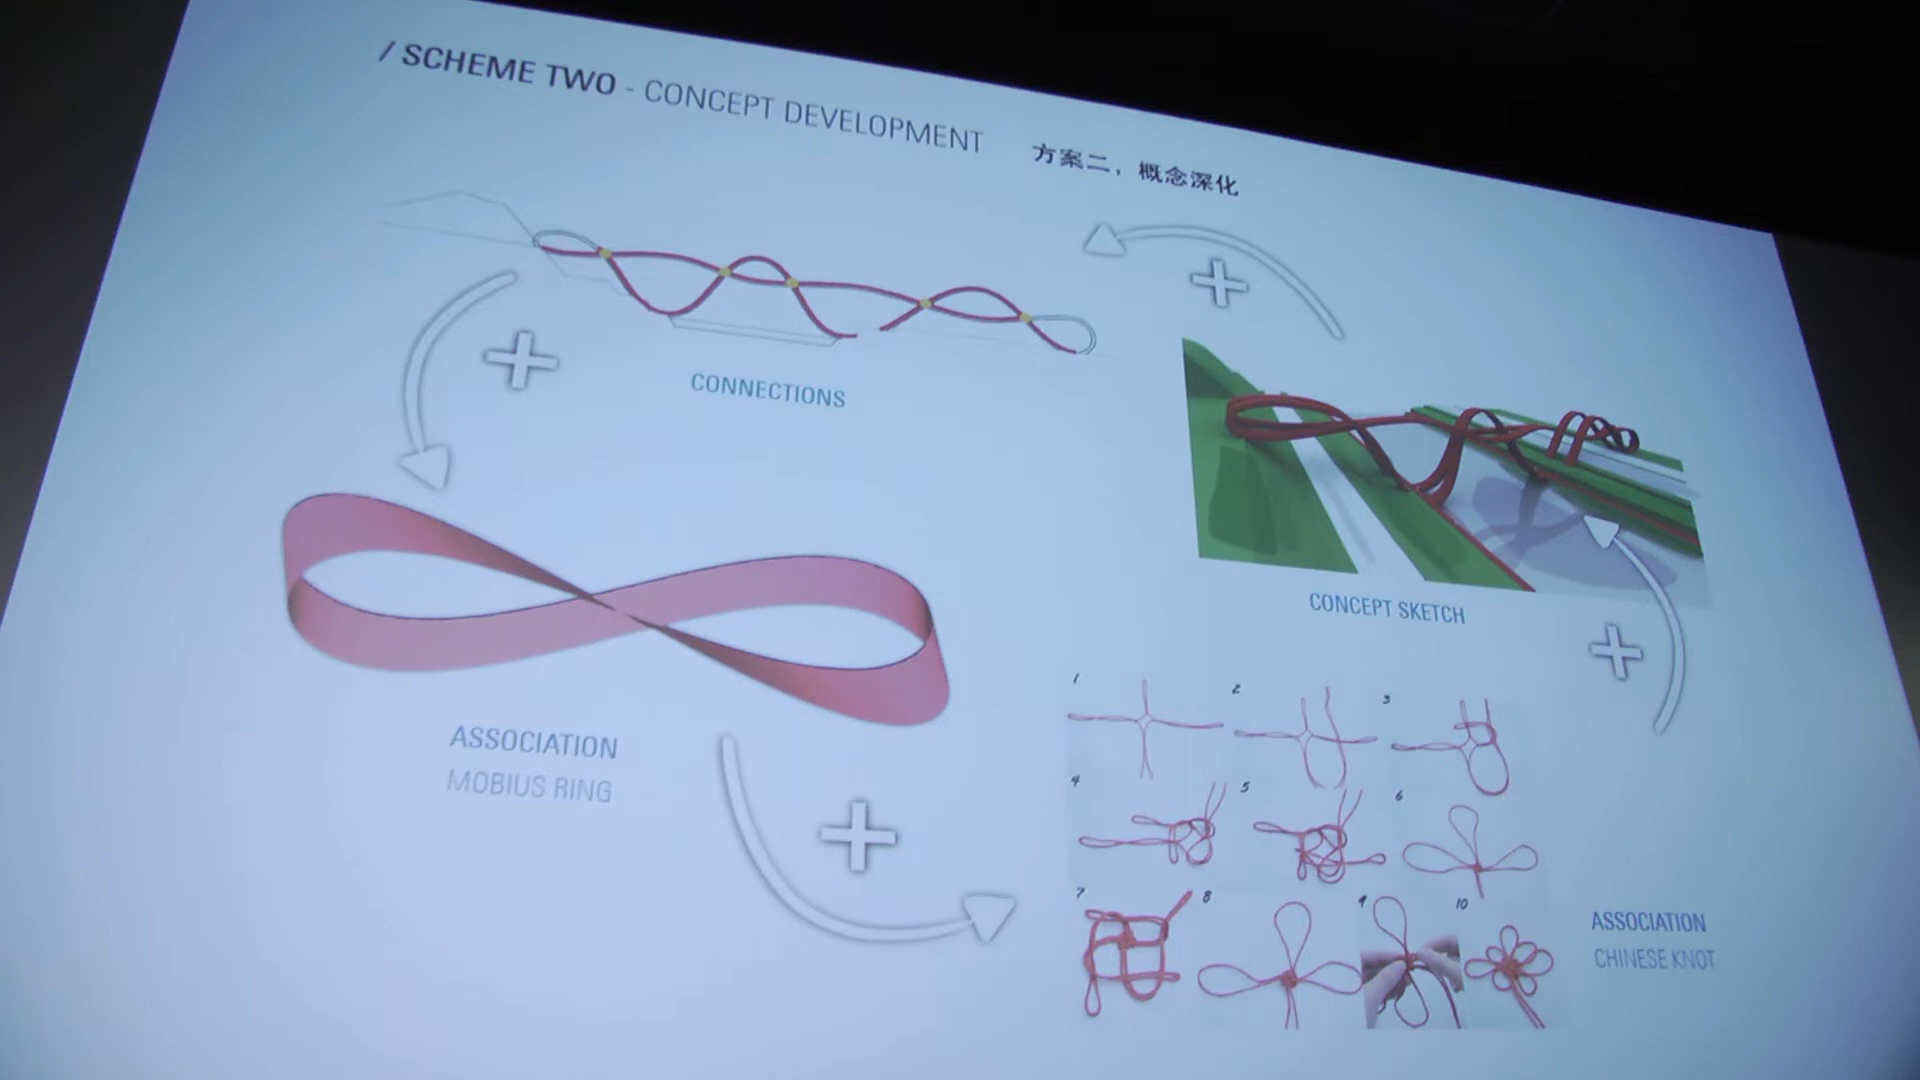 / SCHEME TWO - CONCEPT DEVELOPMENT 方案二，概念深化
CONNECTIONS
CONCEPT SKETCH
ASSOCIATION
MOBIUS RING
1
2
3
4
5
6
7
8
9
10
ASSOCIATION
CHINESE KNOT